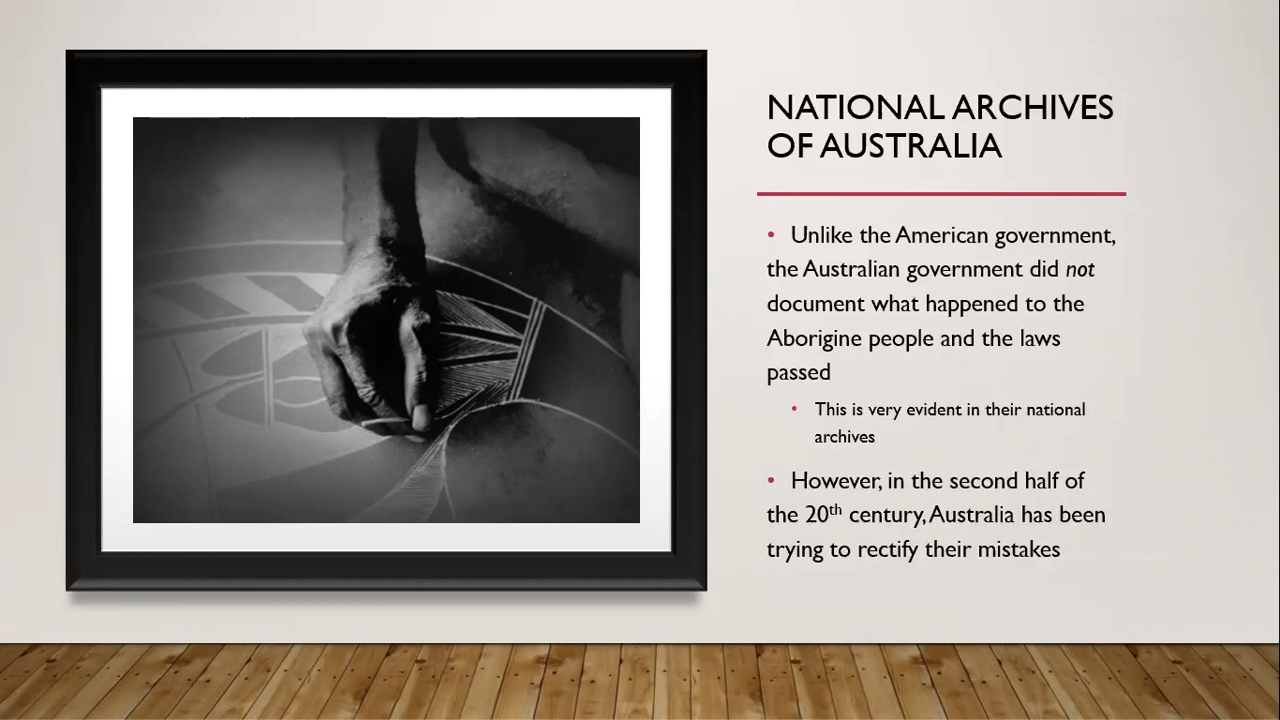 NATIONAL ARCHIVES
OF AUSTRALIA
• Unlike the American government,
the Australian government did not
document what happened to the
Aborigine people and the laws
passed
• This is very evident in their national
archives
• However, in the second half of
the 20th century, Australia has been
trying to rectify their mistakes